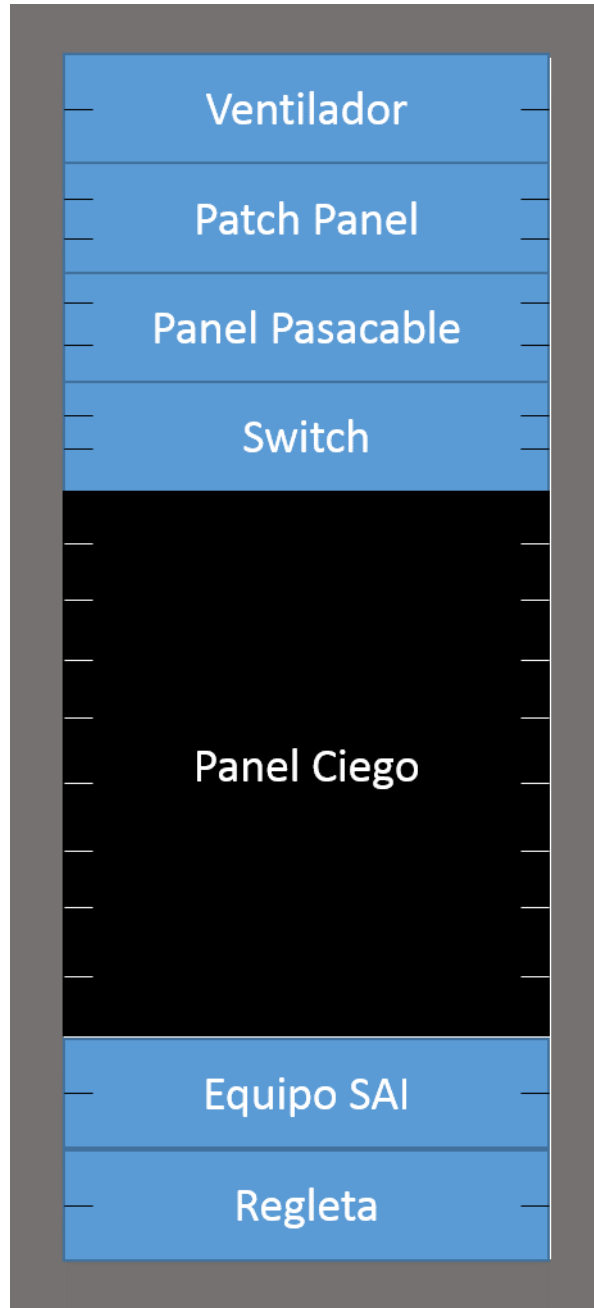 Ventilador
Patch Panel
Panel Pasacable
Switch
Panel Ciego
Equipo SAI
Regleta